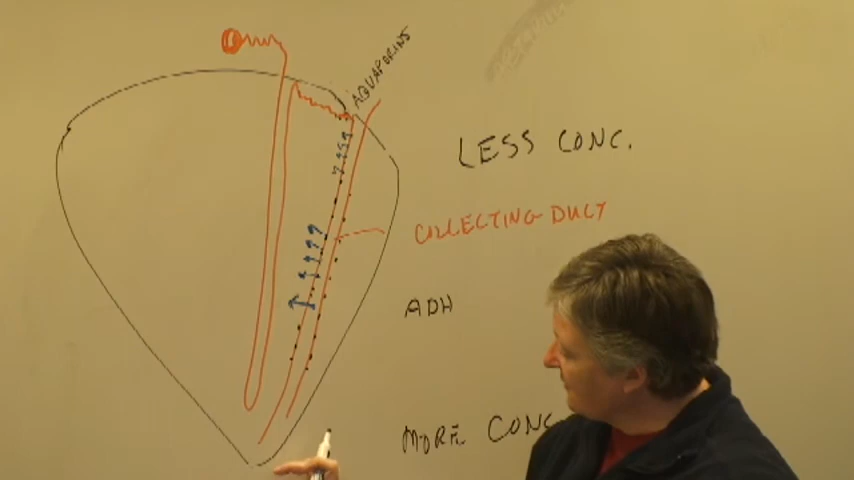 AQUAPORINS
LESS CONC.
COLLECTING DUCT
ADH
MORE CONC